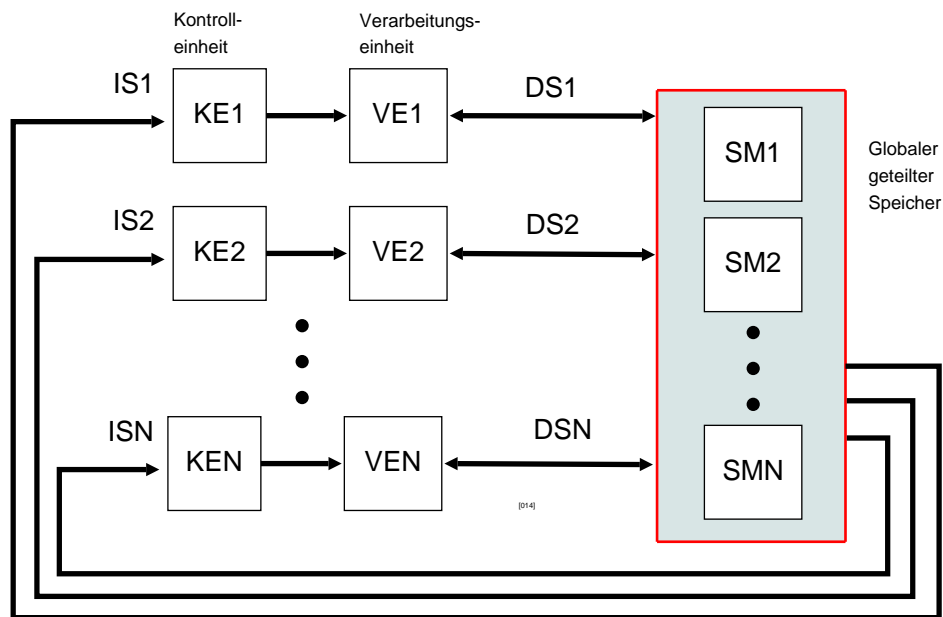 Kontroll-
einheit
Verarbeitungs-
einheit
IS1
KE1
VE1
DS1
SM1
Globaler
geteilter
Speicher
IS2
KE2
VE2
DS2
SM2
ISN
KEN
VEN
DSN
SMN
[014]